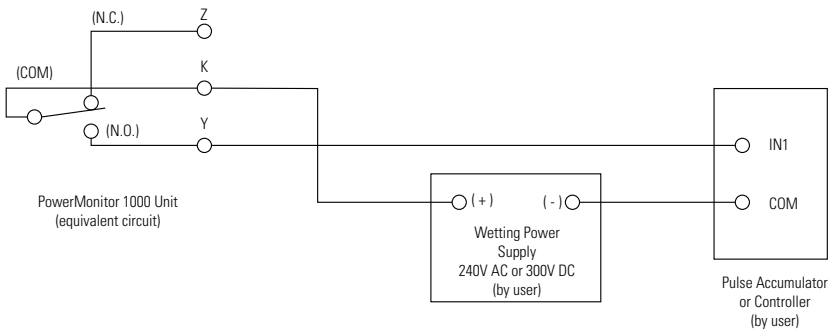 (N.C.)
Z
(COM)
K
(N.O.)
Y
IN1
PowerMonitor 1000 Unit
(equivalent circuit)
( + )
( - )
COM
Wetting Power
Supply
240V AC or 300V DC
(by user)
Pulse Accumulator
or Controller
(by user)